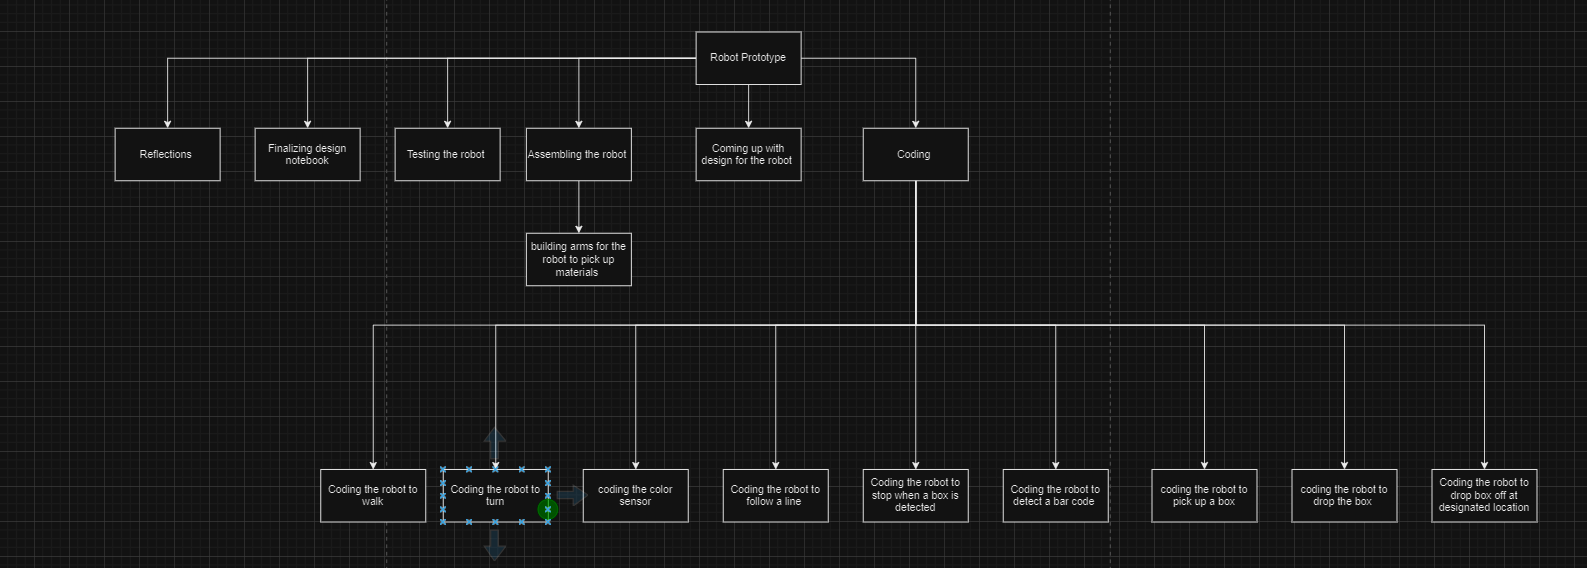 Robot Prototype
Reflections
Finalizing design
notebook
Testing the robot
Assembling the robot
Coming up with
design for the robot
Coding
building arms for the
robot to pick up
materials
Coding the robot to
walk
Coding the robot to
turn
coding the color
sensor
Coding the robot to
follow a line
Coding the robot to
stop when a box is
detected
Coding the robot to
detect a bar code
coding the robot to
pick up a box
coding the robot to
drop the box
Coding the robot to
drop box off at
designated location